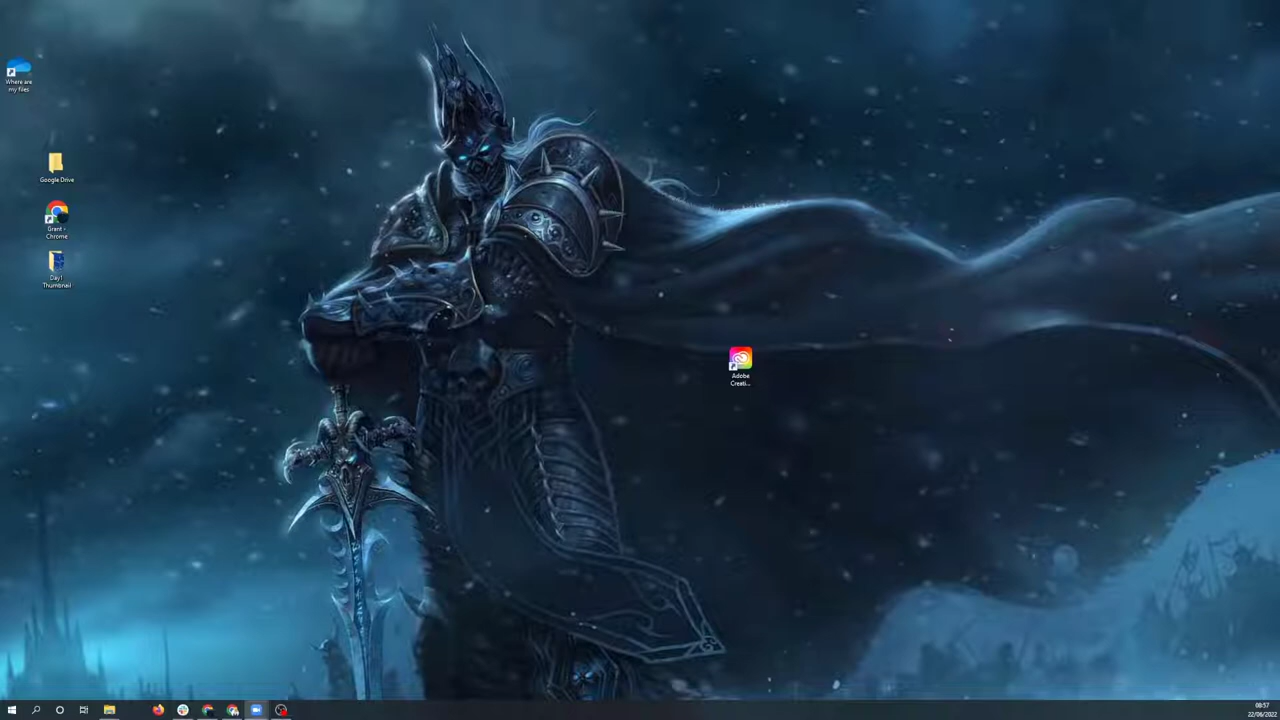 Where are
my files
Google Drive
Grant -
Chrome
Day1
Thumbnail
Adobe
Creati...
08:57
22/06/2022